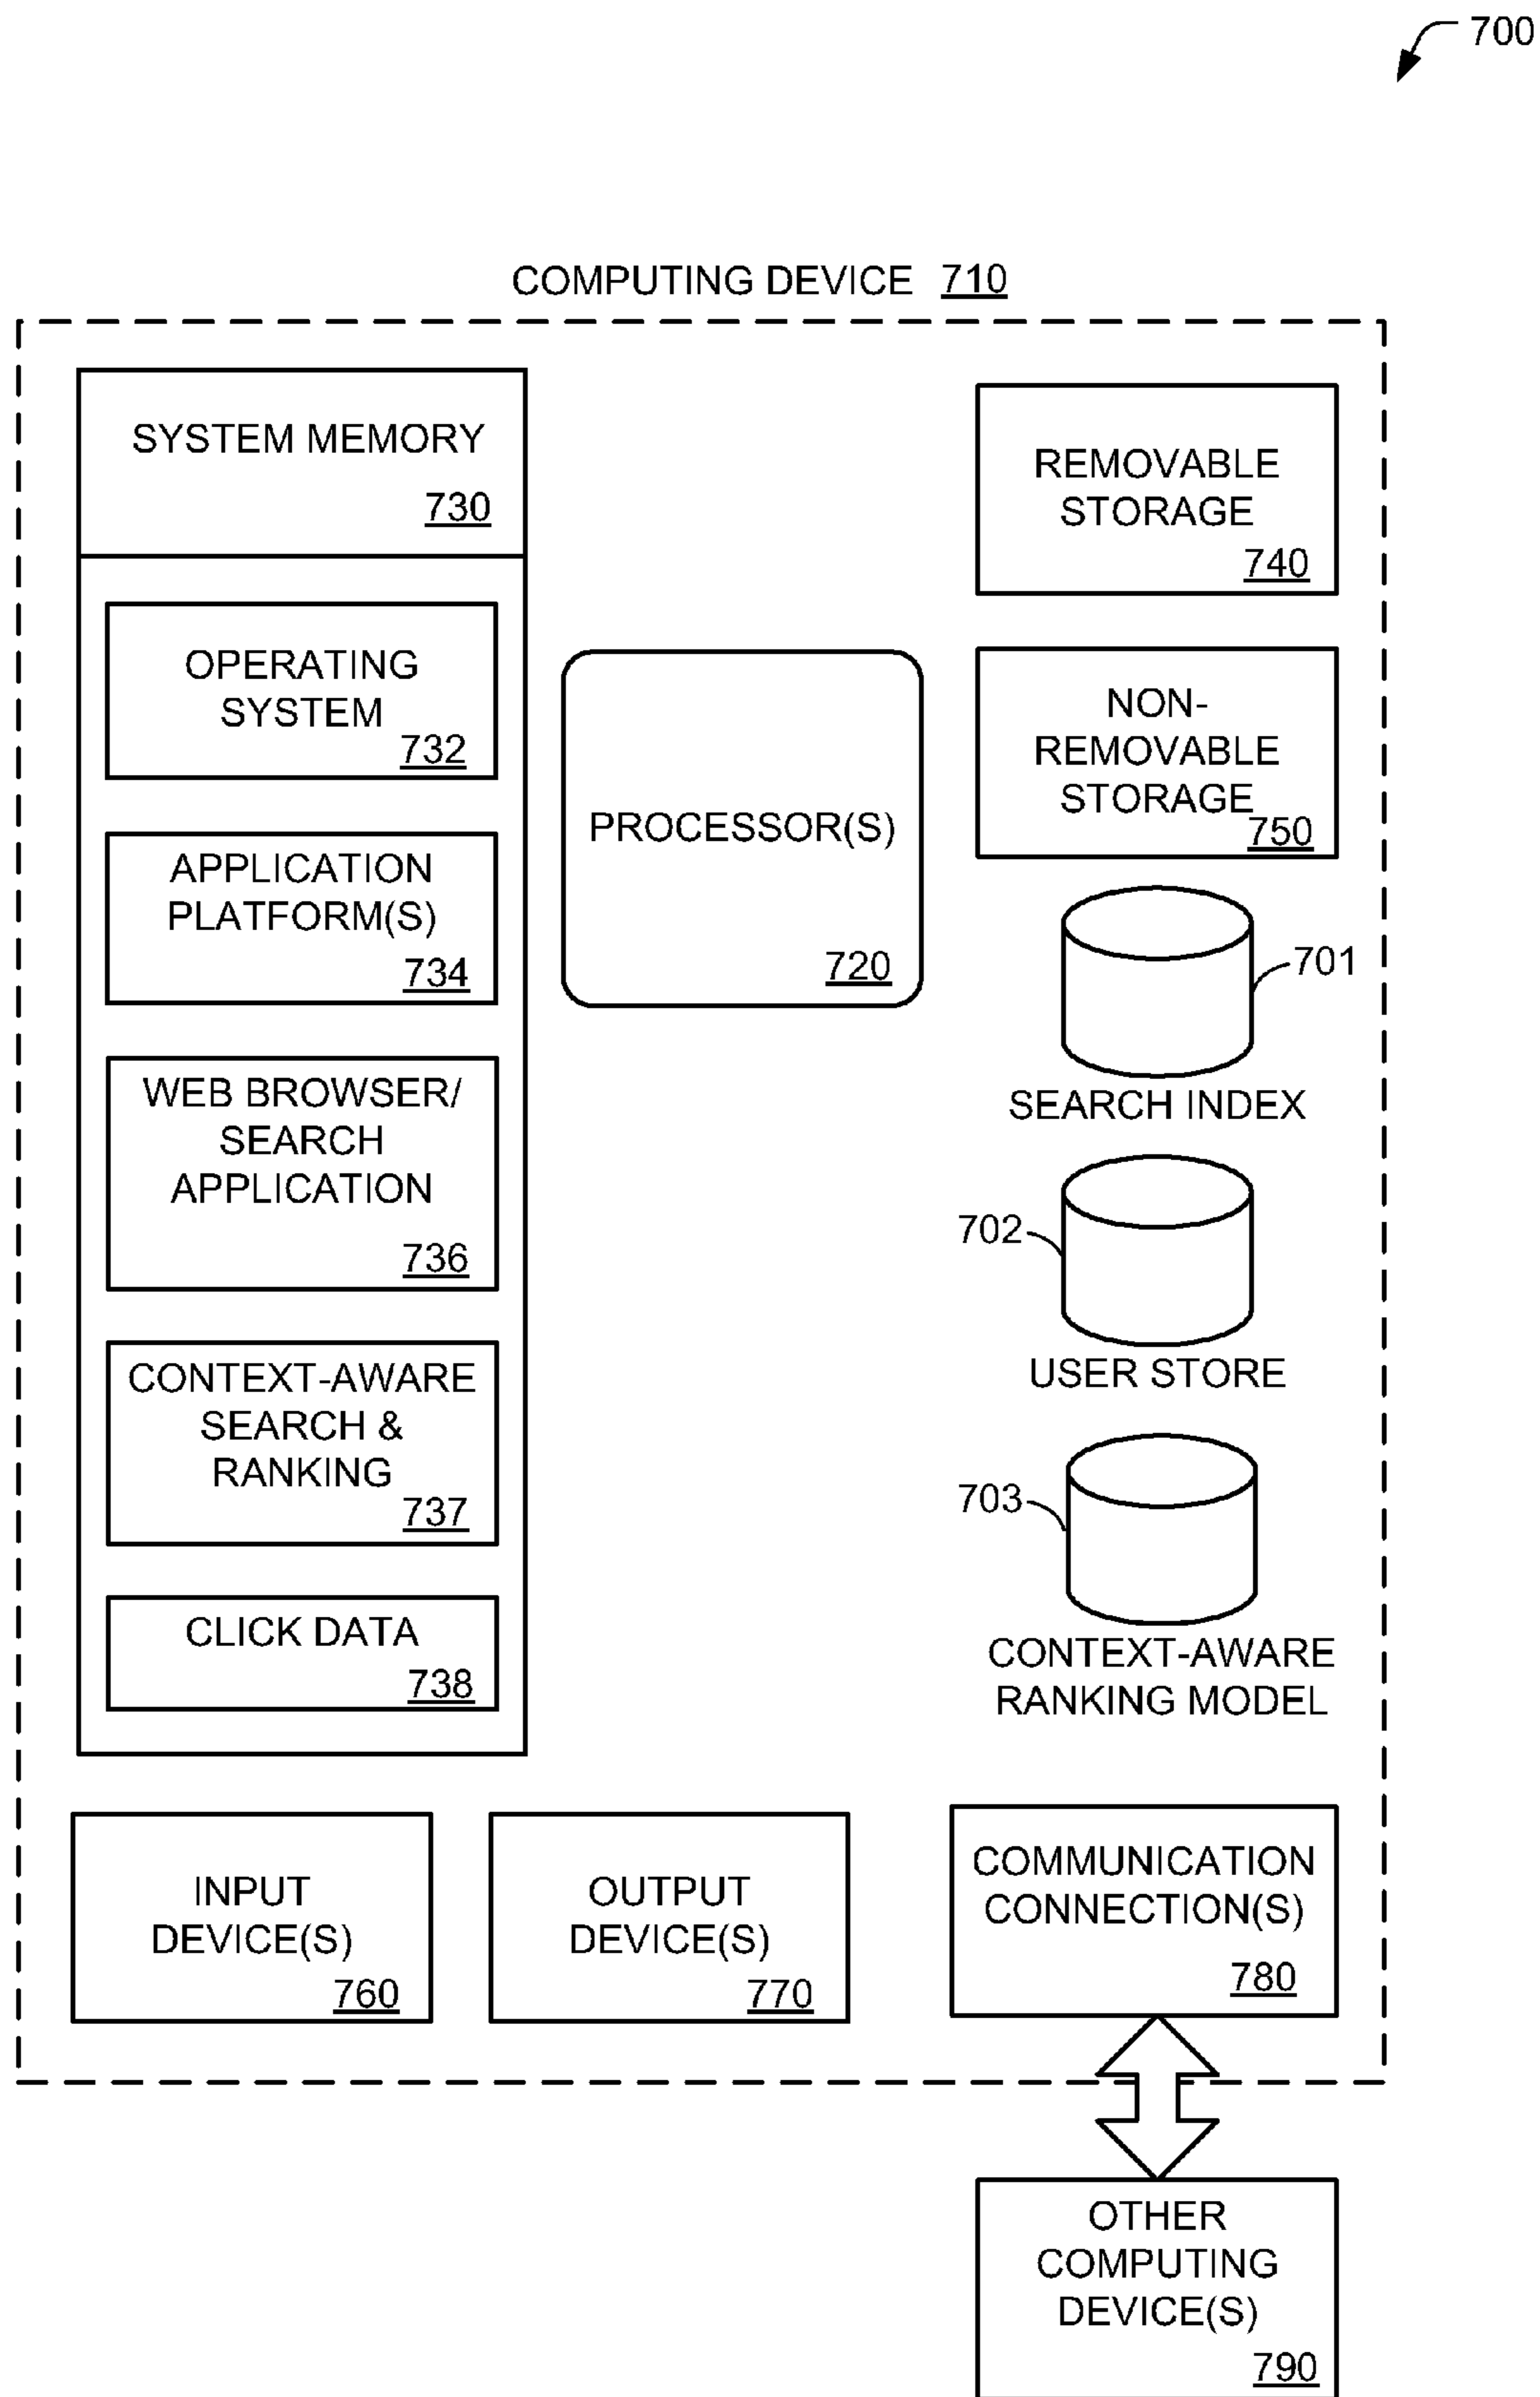 700
COMPUTING DEVICE 710
SYSTEM MEMORY
730
OPERATING
SYSTEM
732
APPLICATION
PLATFORM(S)
734
WEB BROWSER/
SEARCH
APPLICATION
736
CONTEXT-AWARE
SEARCH &
RANKING
737
CLICK DATA
738
PROCESSOR(S)
720
REMOVABLE
STORAGE
740
NON-
REMOVABLE
STORAGE
750
701
SEARCH INDEX
702
USER STORE
703
CONTEXT-AWARE
RANKING MODEL
INPUT
DEVICE(S)
760
OUTPUT
DEVICE(S)
770
COMMUNICATION
CONNECTION(S)
780
OTHER
COMPUTING
DEVICE(S)
790